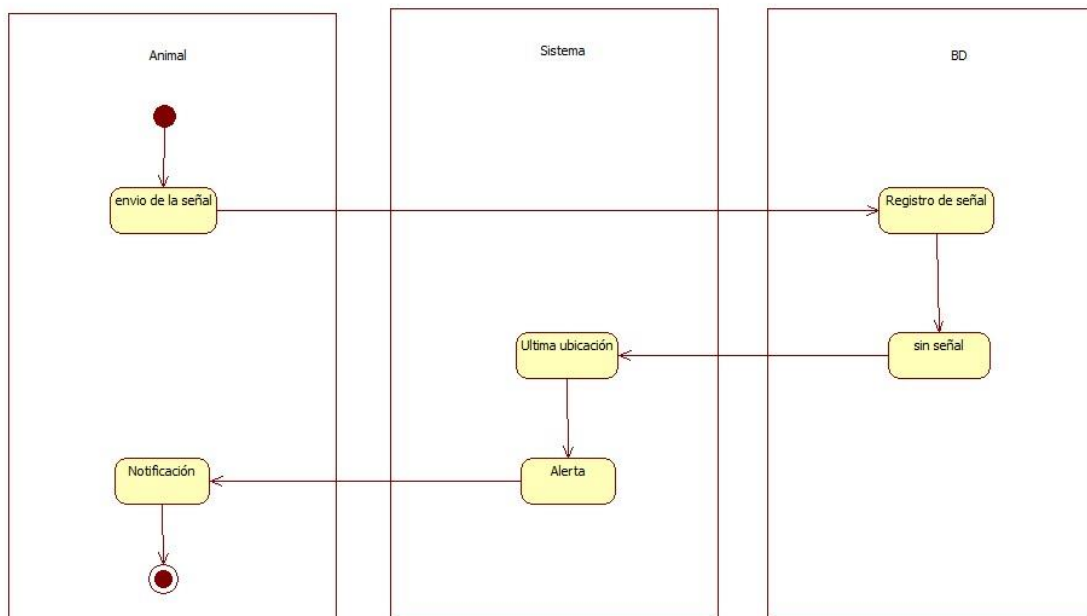 Animal
Sistema
BD
envio de la señal
Registro de señal
Ultima ubicación
sin señal
Notificación
Alerta